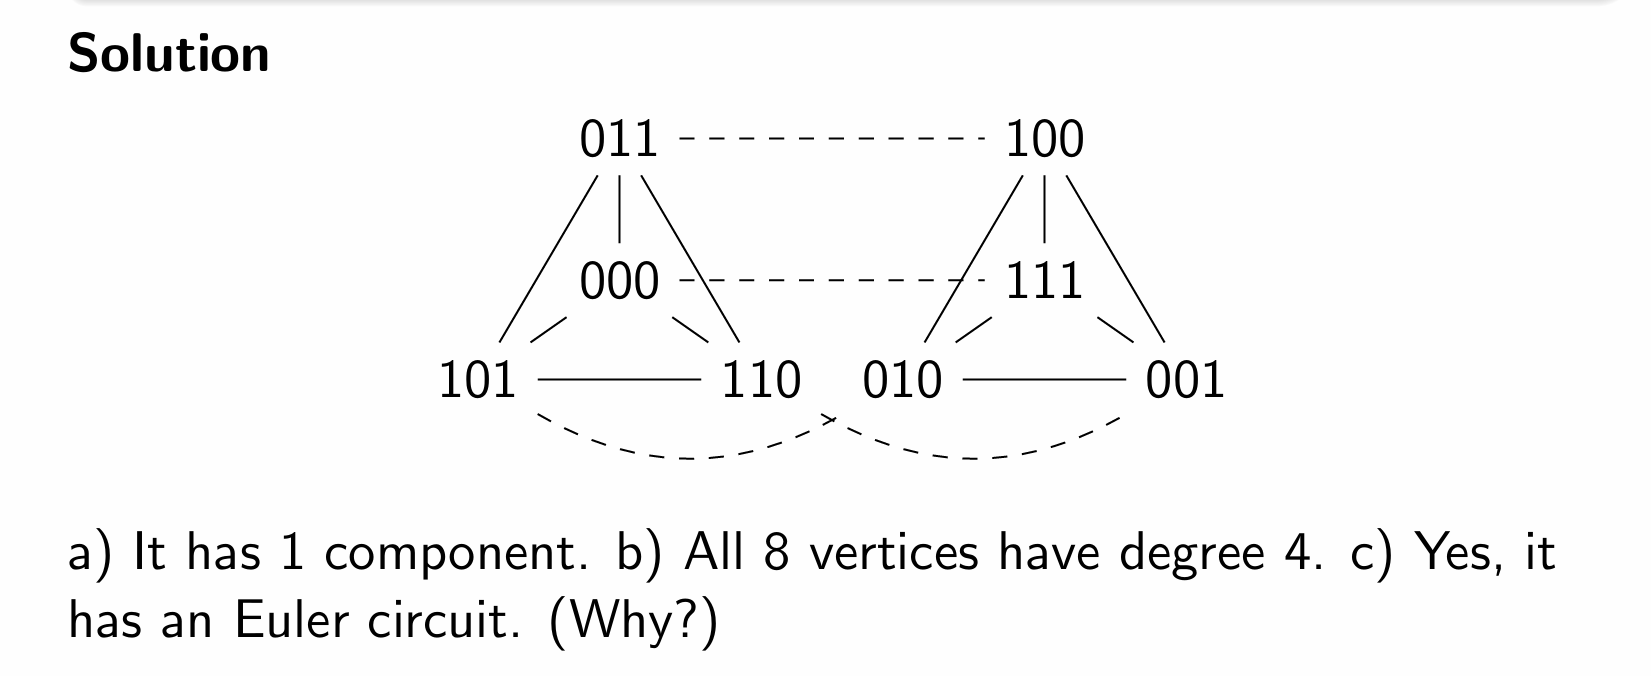 Solution
011 100
000 111
101 110 010 001
a) It has 1 component. b) All 8 vertices have degree 4. c) Yes, it
has an Euler circuit. (Why?)